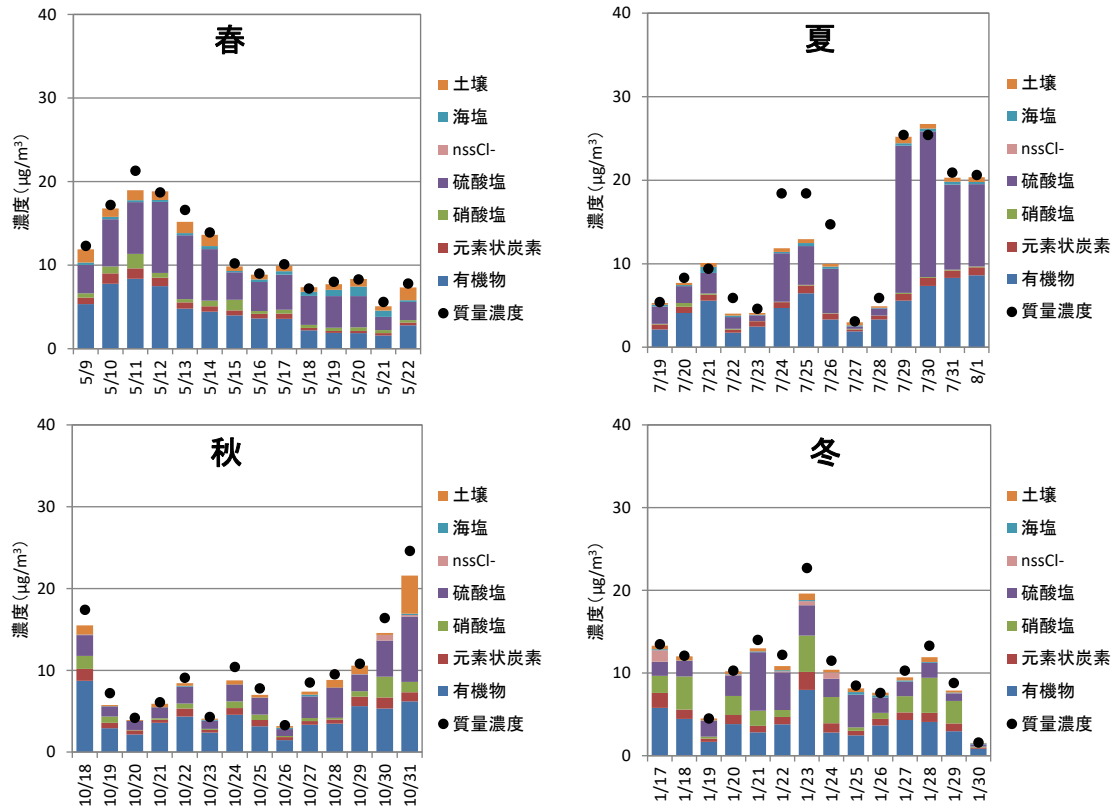 春
濃度(μg/m³)
40
30
20
10
0
5/9
5/10
5/11
5/12
5/13
5/14
5/15
5/16
5/17
5/18
5/19
5/20
5/21
5/22
土壌
海塩
nssCl-
硫酸塩
硝酸塩
元素状炭素
有機物
質量濃度
夏
濃度(μg/m³)
40
30
20
10
0
7/19
7/20
7/21
7/22
7/23
7/24
7/25
7/26
7/27
7/28
7/29
7/30
7/31
8/1
土壌
海塩
nssCl-
硫酸塩
硝酸塩
元素状炭素
有機物
質量濃度
秋
濃度(μg/m³)
40
30
20
10
0
10/18
10/19
10/20
10/21
10/22
10/23
10/24
10/25
10/26
10/27
10/28
10/29
10/30
10/31
土壌
海塩
nssCl-
硫酸塩
硝酸塩
元素状炭素
有機物
質量濃度
冬
濃度(μg/m³)
40
30
20
10
0
1/17
1/18
1/19
1/20
1/21
1/22
1/23
1/24
1/25
1/26
1/27
1/28
1/29
1/30
土壌
海塩
nssCl-
硫酸塩
硝酸塩
元素状炭素
有機物
質量濃度